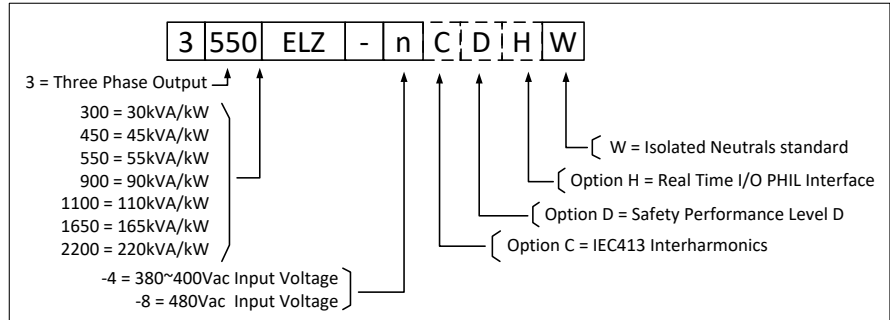 3 550 ELZ - n C D H W
3 = Three Phase Output
300 = 30kVA/kW
450 = 45kVA/kW
550 = 55kVA/kW
900 = 90kVA/kW
1100 = 110kVA/kW
1650 = 165kVA/kW
2200 = 220kVA/kW
-4 = 380~400Vac Input Voltage
-8 = 480Vac Input Voltage
W = Isolated Neutrals standard
Option H = Real Time I/O PHIL Interface
Option D = Safety Performance Level D
Option C = IEC413 Interharmonics